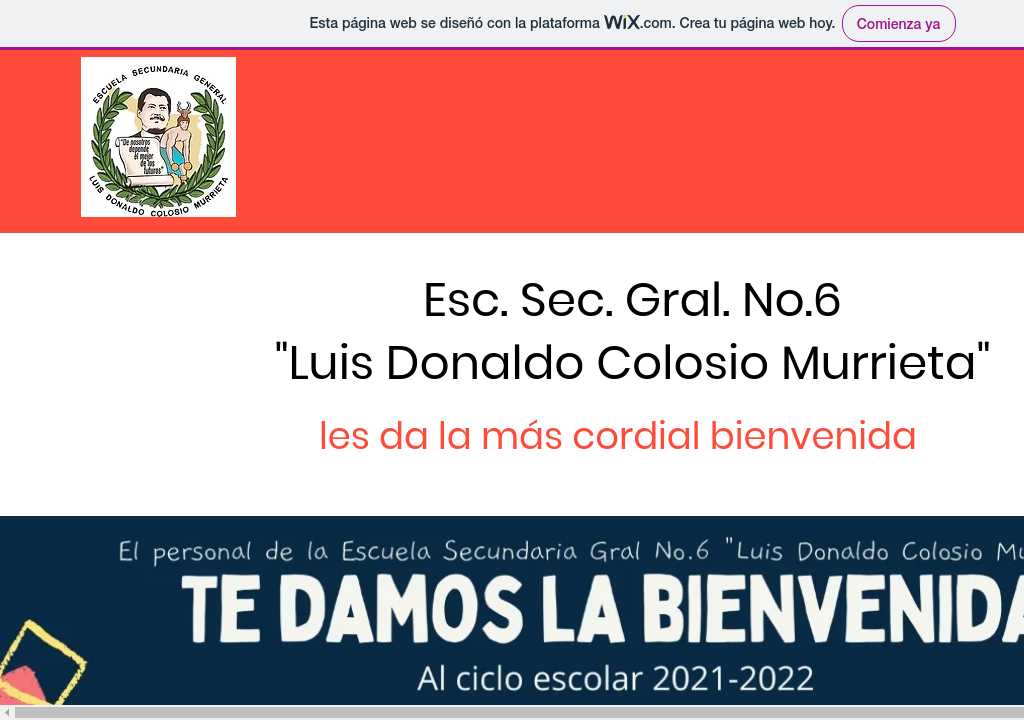 Esta página web se diseñó con la plataforma WiX.com. Crea tu página web hoy. Comienza ya
ESCUELA SECUNDARIA GENERAL
"De nosotros
depende
el mejor
de los
futuros"
LUIS DONALDO COLOSIO MURRIETA
Esc. Sec. Gral. No.6
"Luis Donaldo Colosio Murrieta"
les da la más cordial bienvenida
El personal de la Escuela Secundaria Gral No.6 "Luis Donaldo Colosio Mu
TE DAMOS LA BIENVENIDA
Al ciclo escolar 2021-2022